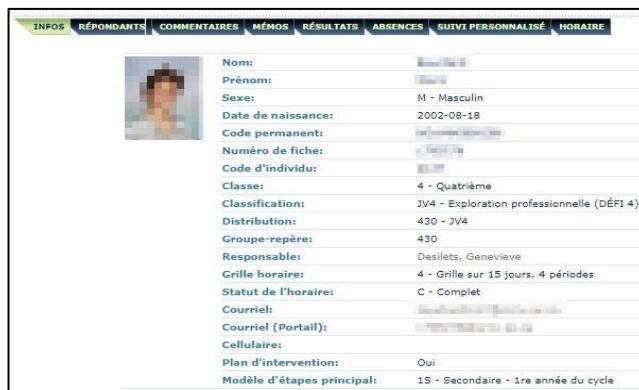 INFOS RÉPONDANTS COMMENTAIRES MÉMOS RÉSULTATS ABSENCES SUIVI PERSONNALISÉ HORAIRE
Nom:
Prénom:
Sexe: M - Masculin
Date de naissance: 2002-08-18
Code permanent:
Numéro de fiche:
Code d'individu:
Classe: 4 - Quatrième
Classification: JV4 - Exploration professionnelle (DÉFI 4)
Distribution: 430 - JV4
Groupe-repère: 430
Responsable: Desilets, Genevieve
Grille horaire: 4 - Grille sur 15 jours, 4 périodes
Statut de l'horaire: C - Complet
Courriel:
Courriel (Portail):
Cellulaire:
Plan d'intervention: Oui
Modèle d'étapes principal: 1S - Secondaire - 1re année du cycle